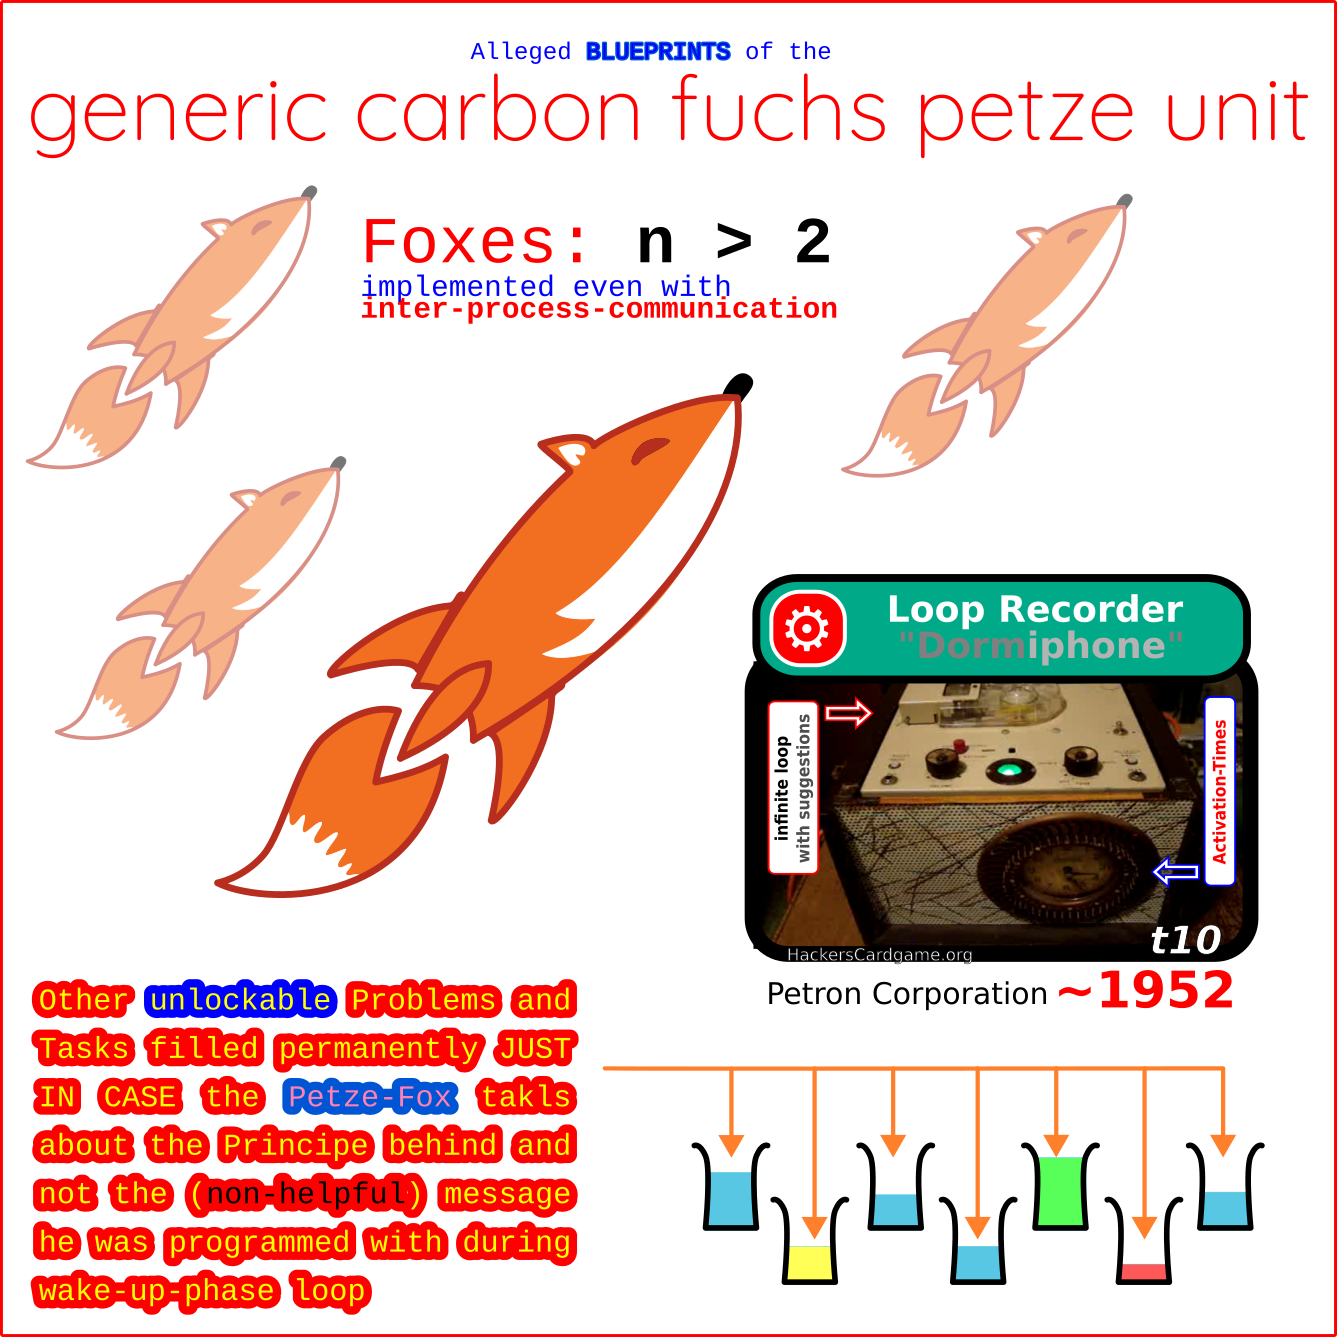 Alleged BLUEPRINTS of the
generic carbon fuchs petze unit
Foxes: n > 2
implemented even with
inter-process-communication
Loop Recorder
"Dormiphone"
infinite loop
with suggestions
Activation-Times
t10
HackersCardgame.org
Petron Corporation ~1952
Other unlockable Problems and
Tasks filled permanently JUST
IN CASE the Petze-Fox takls
about the Principe behind and
not the (non-helpful) message
he was programmed with during
wake-up-phase loop